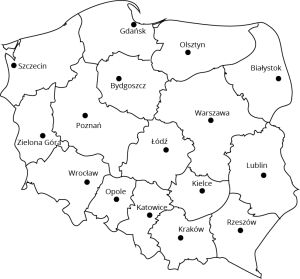 Gdańsk
Olsztyn
Szczecin
Białystok
Bydgoszcz
Warszawa
Poznań
Zielona Góra
Łódź
Lublin
Wrocław
Kielce
Opole
Katowice
Rzeszów
Kraków